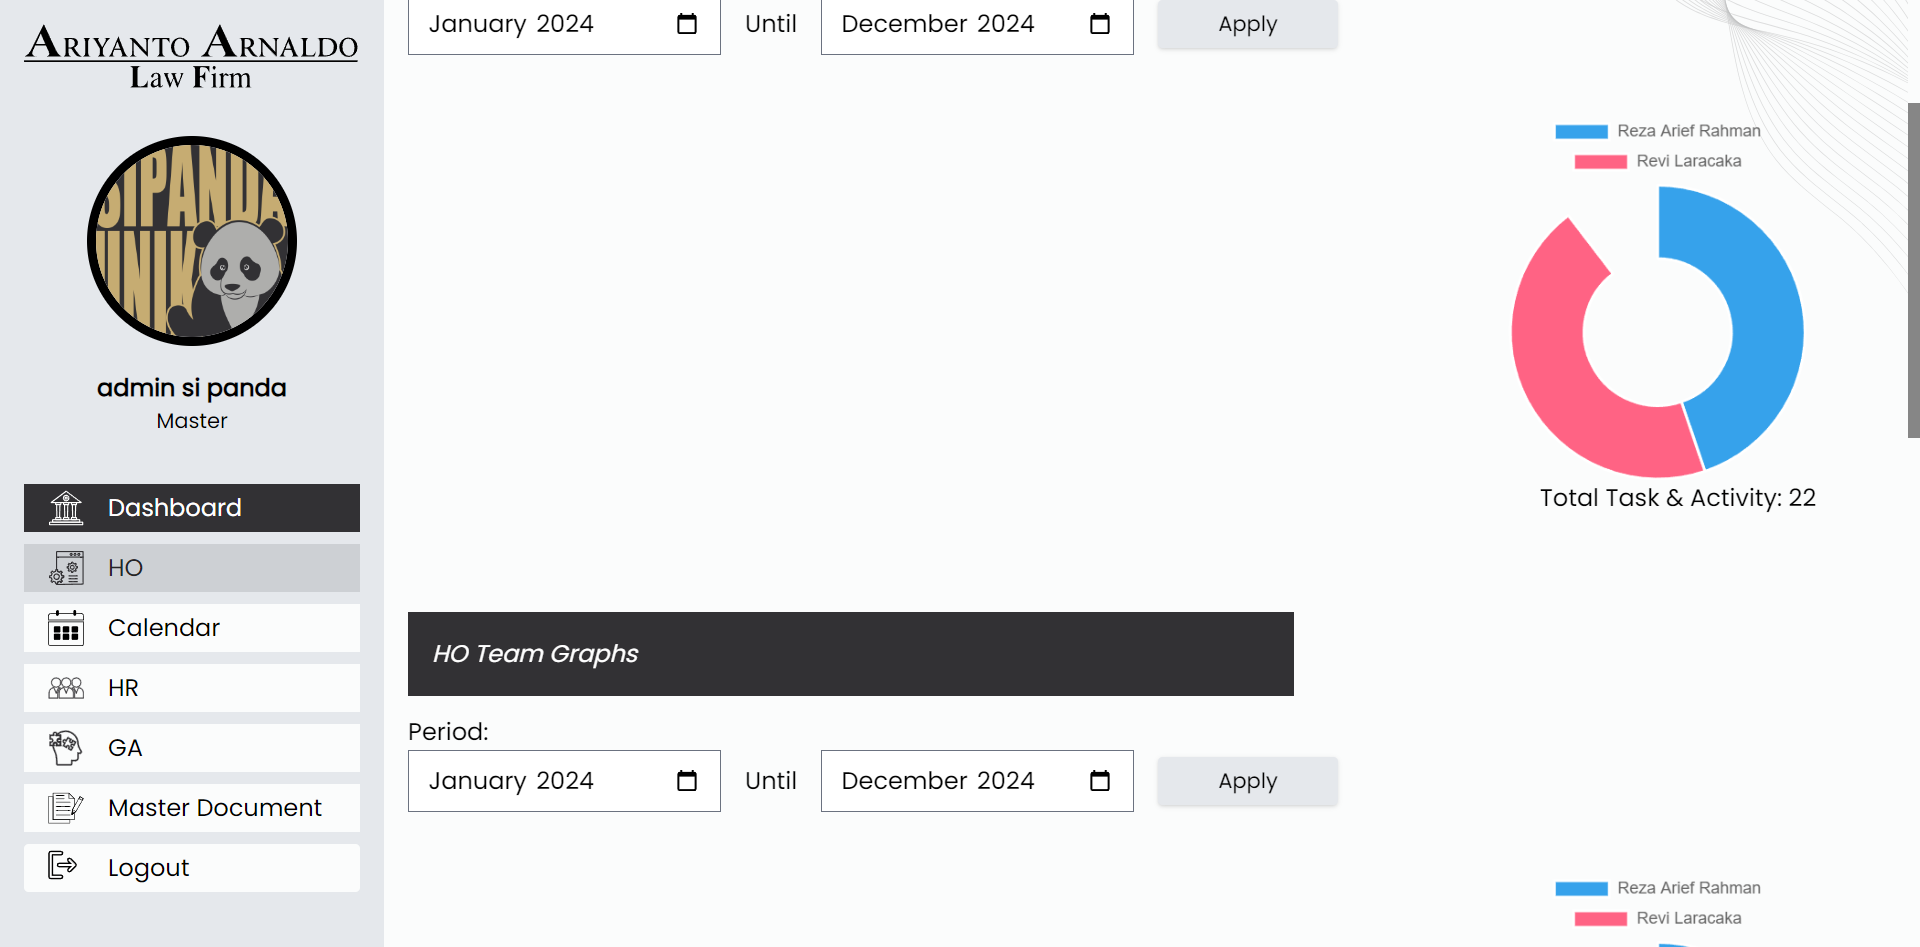 ARIYANTO ARNALDO
Law Firm
SIPANDA
UNIK
admin si panda
Master
Dashboard
HO
Calendar
HR
GA
Master Document
Logout
January 2024
Until
December 2024
Apply
Reza Arief Rahman
Revi Laracaka
Total Task & Activity: 22
HO Team Graphs
Period:
January 2024
Until
December 2024
Apply
Reza Arief Rahman
Revi Laracaka